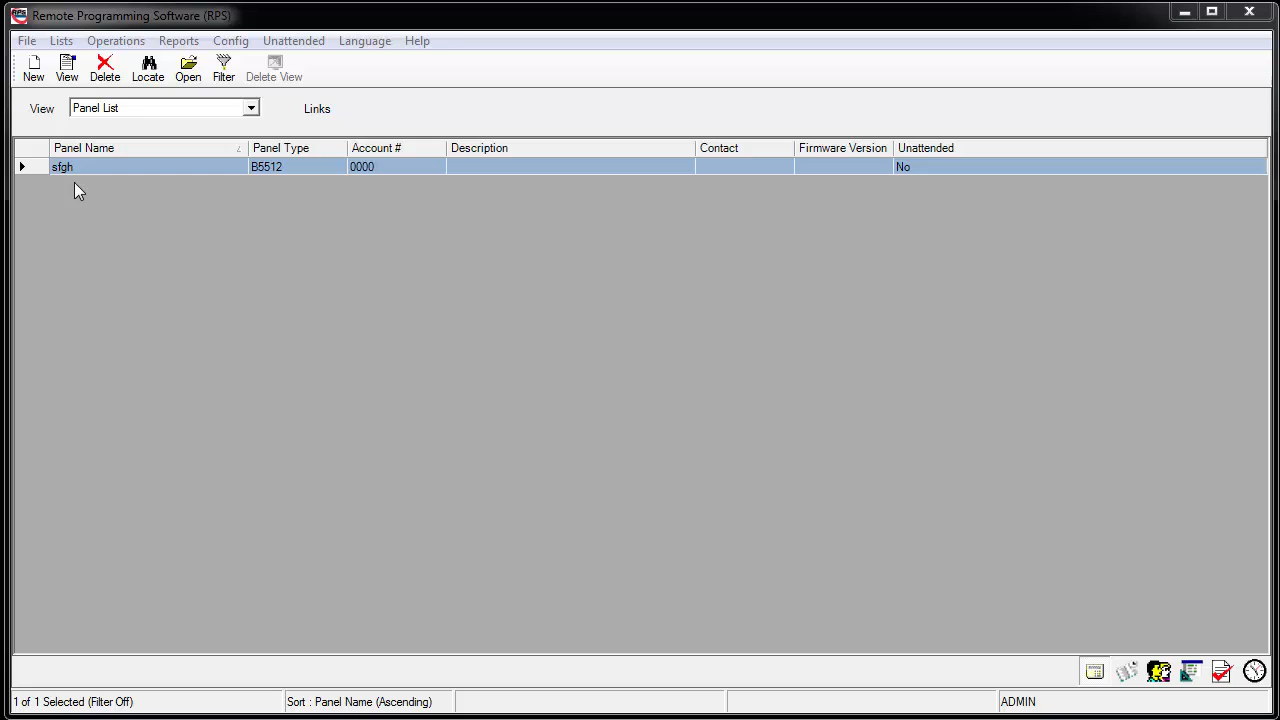 RPS Remote Programming Software (RPS)
File Lists Operations Reports Config Unattended Language Help
New View Delete Locate Open Filter Delete View
View Panel List Links
Panel Name Panel Type Account # Description Contact Firmware Version Unattended
sfgh B5512 0000 No
1 of 1 Selected (Filter Off) Sort : Panel Name (Ascending) ADMIN